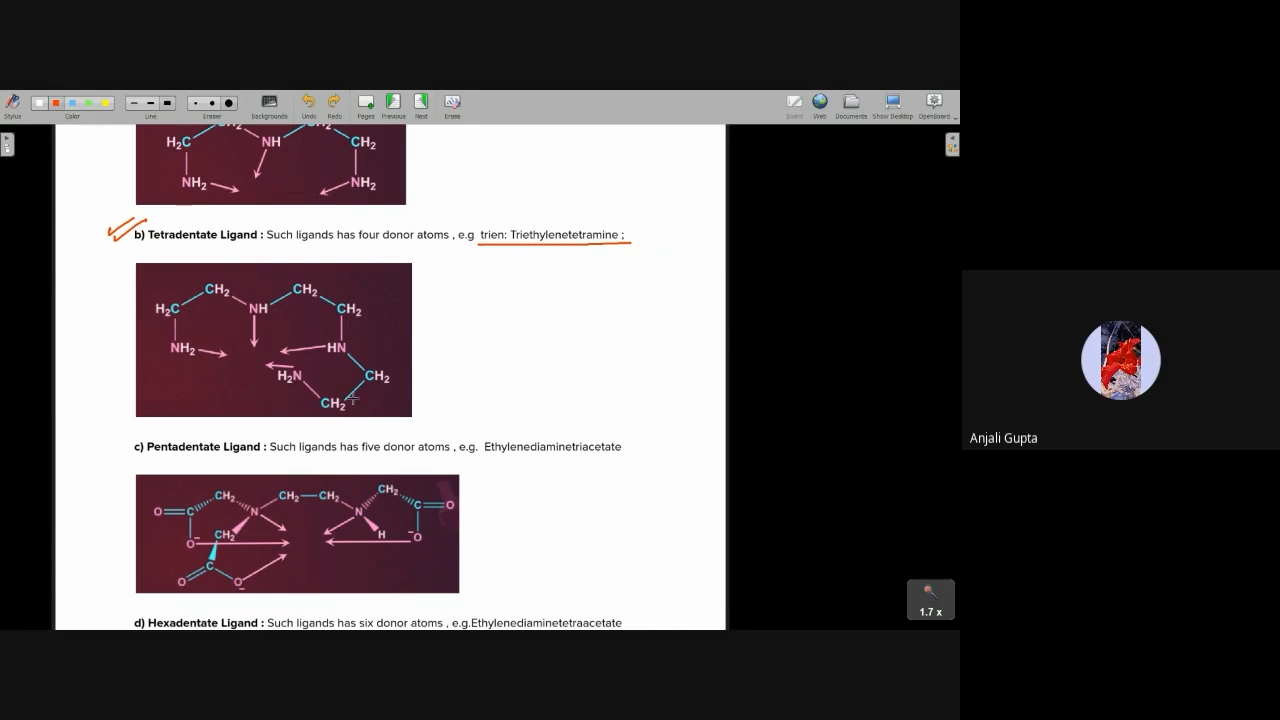 Stylus Color Line Eraser Backgrounds Undo Redo Pages Previous Next Erase Board Web Documents Show Desktop OpenBoard
H₂C NH CH₂
NH₂ NH₂
b) Tetradentate Ligand : Such ligands has four donor atoms , e.g trien: Triethylenetetramine ;
CH₂ CH₂
H₂C NH CH₂
NH₂ HN
H₂N CH₂
CH₂
Anjali Gupta
c) Pentadentate Ligand : Such ligands has five donor atoms , e.g. Ethylenediaminetriacetate
CH₂ CH₂—CH₂ CH₂
O=C N N C=O
CH₂ H
O⁻ O⁻
C
O O⁻
1.7 x
d) Hexadentate Ligand : Such ligands has six donor atoms , e.g.Ethylenediaminetetraacetate